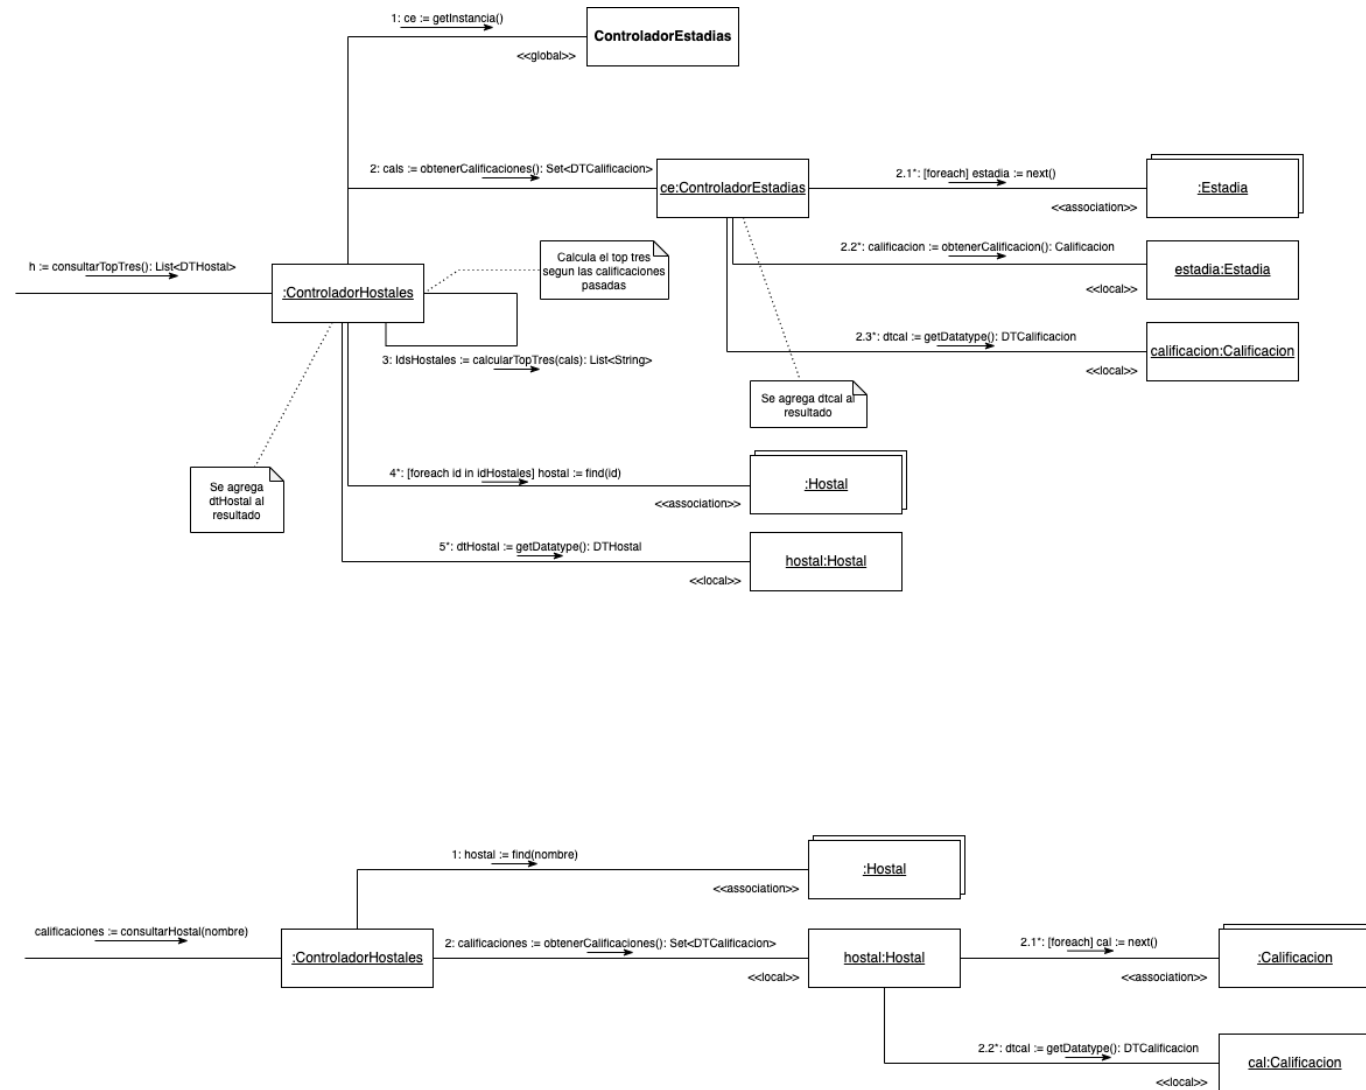 1: ce := getInstancia()
ControladorEstadias
<<global>>
2: cals := obtenerCalificaciones(): Set<DTCalificacion>
ce:ControladorEstadias
2.1*: [foreach] estadia := next()
:Estadia
<<association>>
2.2*: calificacion := obtenerCalificacion(): Calificacion
estadia:Estadia
<<local>>
h := consultarTopTres(): List<DTHostal>
:ControladorHostales
Calcula el top tres
segun las calificaciones
pasadas
2.3*: dtcal := getDatatype(): DTCalificacion
calificacion:Calificacion
<<local>>
3: IdsHostales := calcularTopTres(cals): List<String>
Se agrega dtcal al
resultado
4*: [foreach id in idHostales] hostal := find(id)
:Hostal
<<association>>
Se agrega
dtHostal al
resultado
5*: dtHostal := getDatatype(): DTHostal
hostal:Hostal
<<local>>
1: hostal := find(nombre)
:Hostal
<<association>>
calificaciones := consultarHostal(nombre)
:ControladorHostales
2: calificaciones := obtenerCalificaciones(): Set<DTCalificacion>
hostal:Hostal
<<local>>
2.1*: [foreach] cal := next()
:Calificacion
<<association>>
2.2*: dtcal := getDatatype(): DTCalificacion
cal:Calificacion
<<local>>